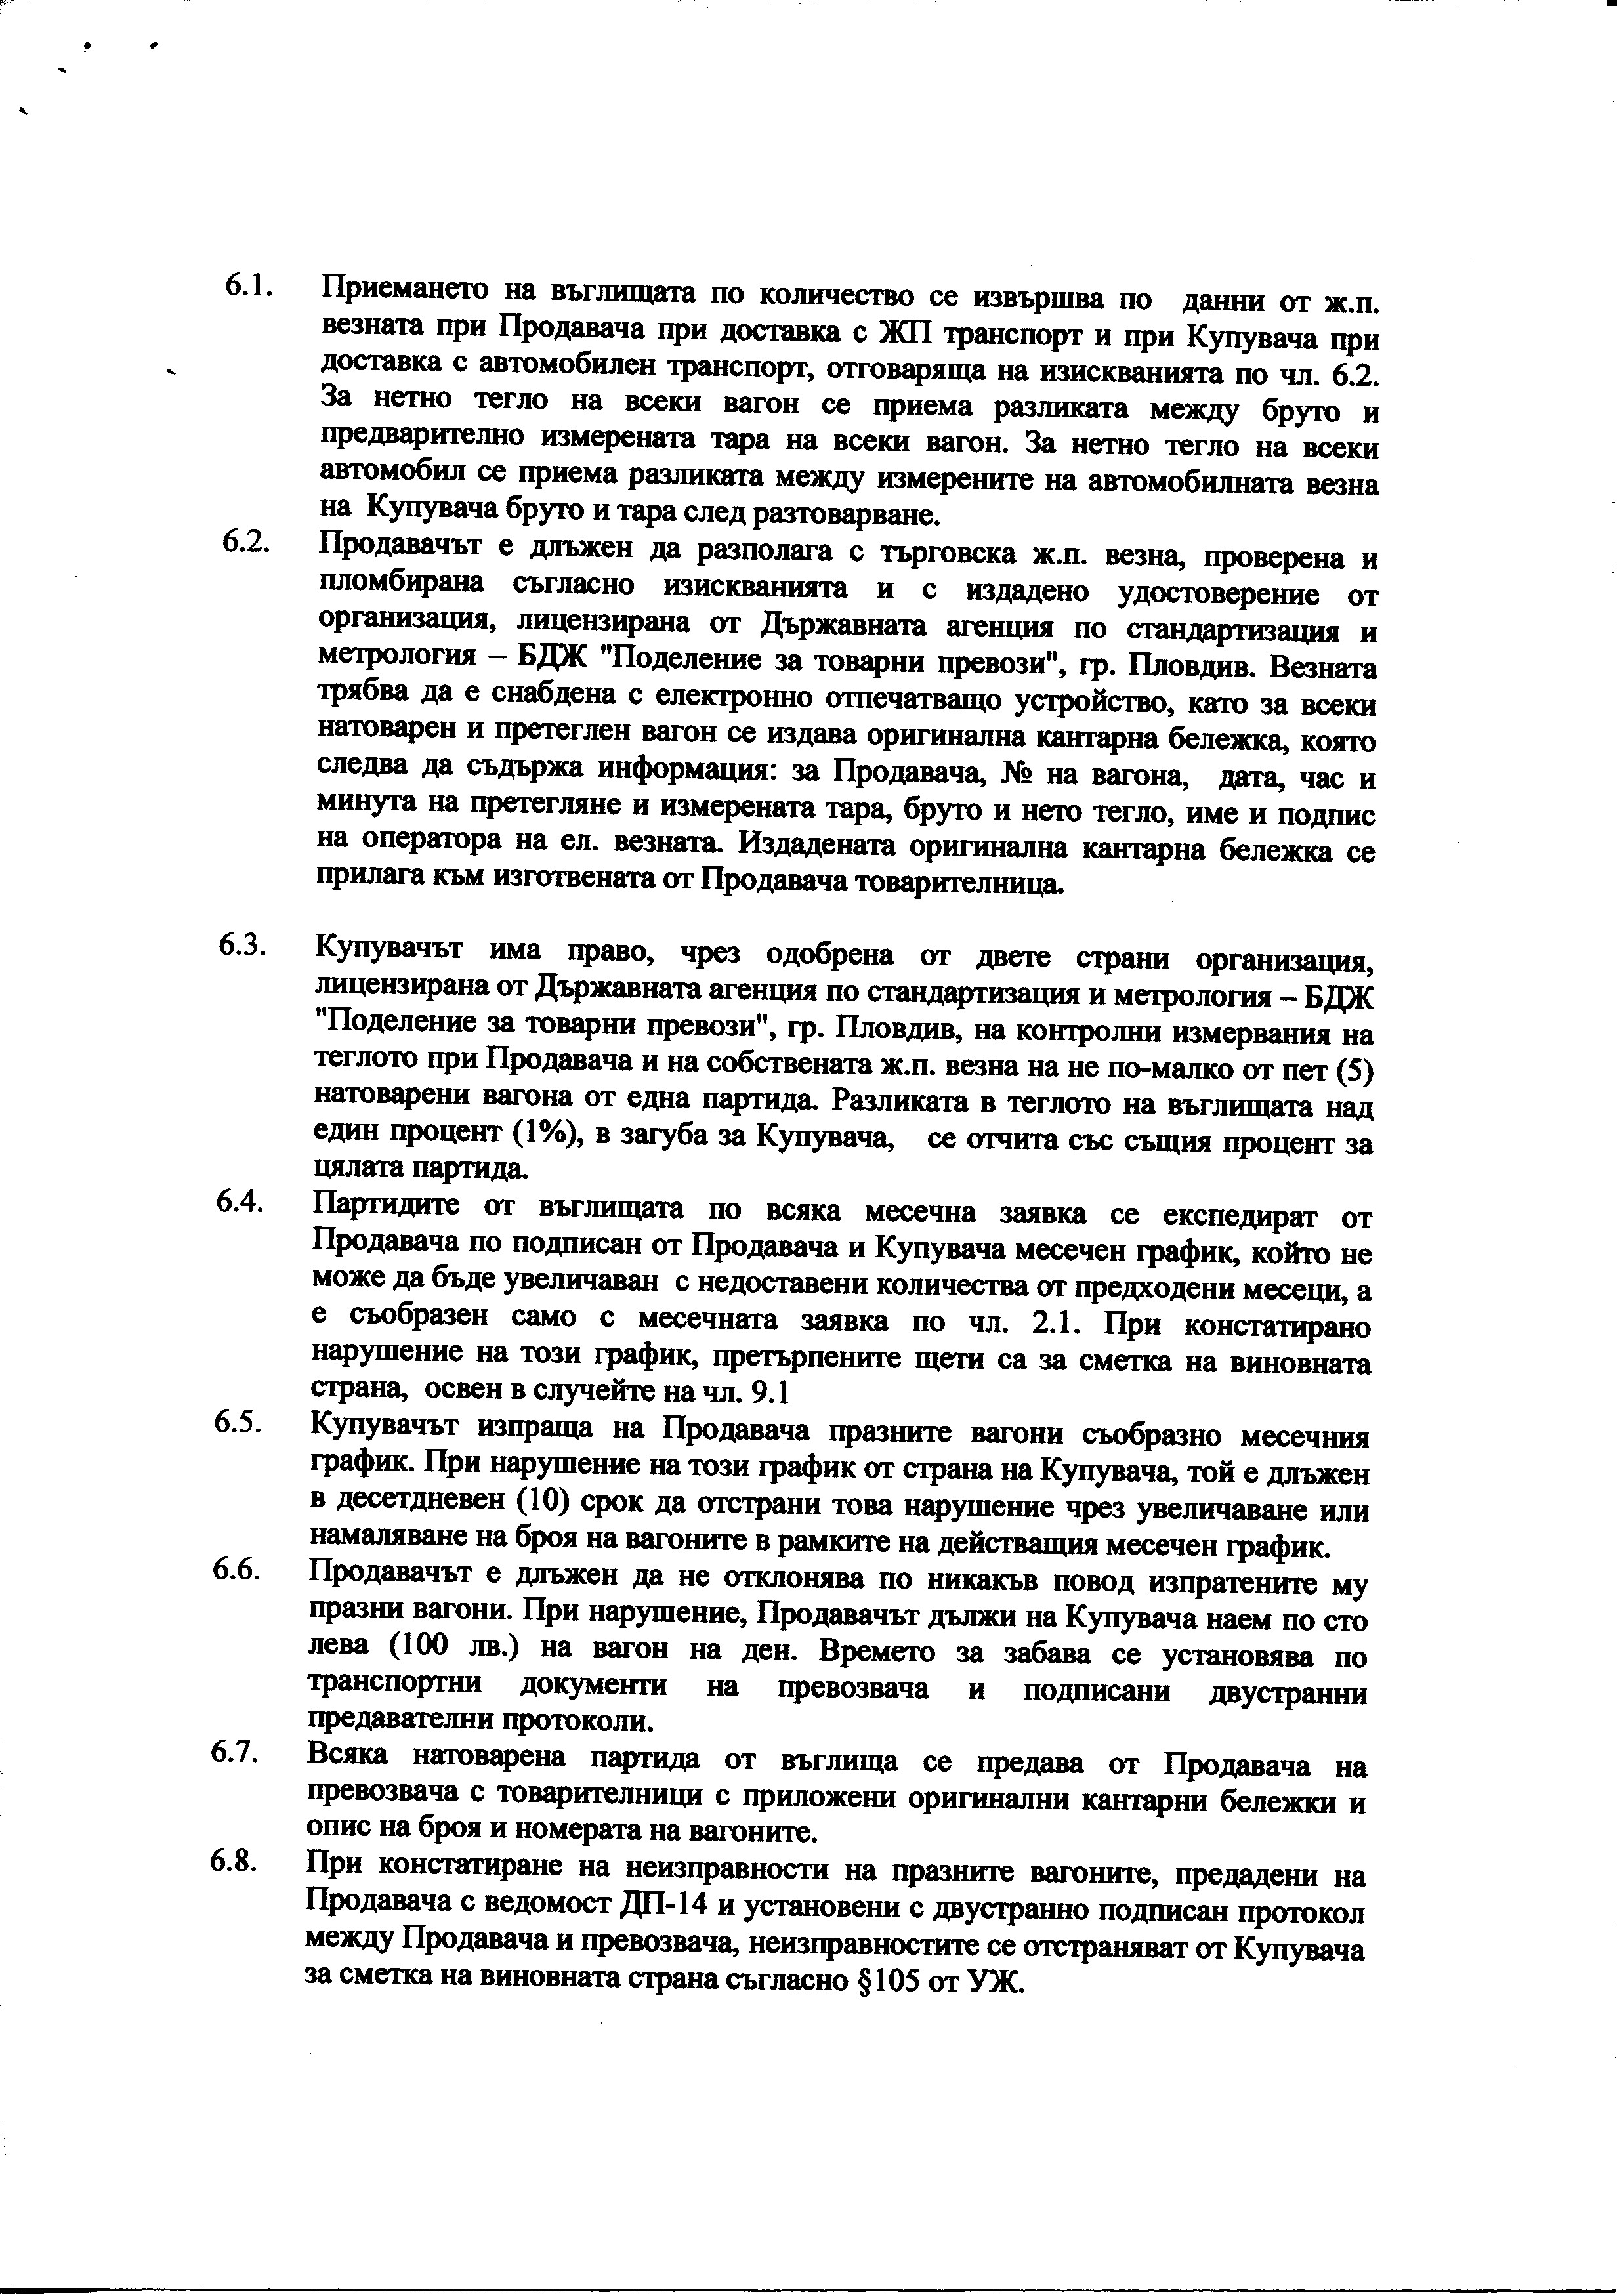 6.1. Приемането на въглищата по количество се извършва по данни от ж.п.
везната при Продавача при доставка с ЖП транспорт и при Купувача при
доставка с автомобилен транспорт, отговаряща на изискванията по чл. 6.2.
За нетно тегло на всеки вагон се приема разликата между бруто и
предварително измерената тара на всеки вагон. За нетно тегло на всеки
автомобил се приема разликата между измерените на автомобилната везна
на Купувача бруто и тара след разтоварване.
6.2. Продавачът е длъжен да разполага с търговска ж.п. везна, проверена и
пломбирана съгласно изискванията и с издадено удостоверение от
организация, лицензирана от Държавната агенция по стандартизация и
метрология – БДЖ "Поделение за товарни превози", гр. Пловдив. Везната
трябва да е снабдена с електронно отпечатващо устройство, като за всеки
натоварен и претеглен вагон се издава оригинална кантарна бележка, която
следва да съдържа информация: за Продавача, № на вагона, дата, час и
минута на претегляне и измерената тара, бруто и нето тегло, име и подпис
на оператора на ел. везната. Издадената оригинална кантарна бележка се
прилага към изготвената от Продавача товарителница.
6.3. Купувачът има право, чрез одобрена от двете страни организация,
лицензирана от Държавната агенция по стандартизация и метрология – БДЖ
"Поделение за товарни превози", гр. Пловдив, на контролни измервания на
теглото при Продавача и на собствената ж.п. везна на не по-малко от пет (5)
натоварени вагона от една партида. Разликата в теглото на въглищата над
един процент (1%), в загуба за Купувача, се отчита със същия процент за
цялата партида.
6.4. Партидите от въглищата по всяка месечна заявка се експедират от
Продавача по подписан от Продавача и Купувача месечен график, който не
може да бъде увеличаван с недоставени количества от предходени месеци, а
е съобразен само с месечната заявка по чл. 2.1. При констатирано
нарушение на този график, претърпените щети са за сметка на виновната
страна, освен в случейте на чл. 9.1
6.5. Купувачът изпраща на Продавача празните вагони съобразно месечния
график. При нарушение на този график от страна на Купувача, той е длъжен
в десетдневен (10) срок да отстрани това нарушение чрез увеличаване или
намаляване на броя на вагоните в рамките на действащия месечен график.
6.6. Продавачът е длъжен да не отклонява по никакъв повод изпратените му
празни вагони. При нарушение, Продавачът дължи на Купувача наем по сто
лева (100 лв.) на вагон на ден. Времето за забава се установява по
транспортни документи на превозвача и подписани двустранни
предавателни протоколи.
6.7. Всяка натоварена партида от въглища се предава от Продавача на
превозвача с товарителници с приложени оригинални кантарни бележки и
опис на броя и номерата на вагоните.
6.8. При констатиране на неизправности на празните вагоните, предадени на
Продавача с ведомост ДП-14 и установени с двустранно подписан протокол
между Продавача и превозвача, неизправностите се отстраняват от Купувача
за сметка на виновната страна съгласно §105 от УЖ.